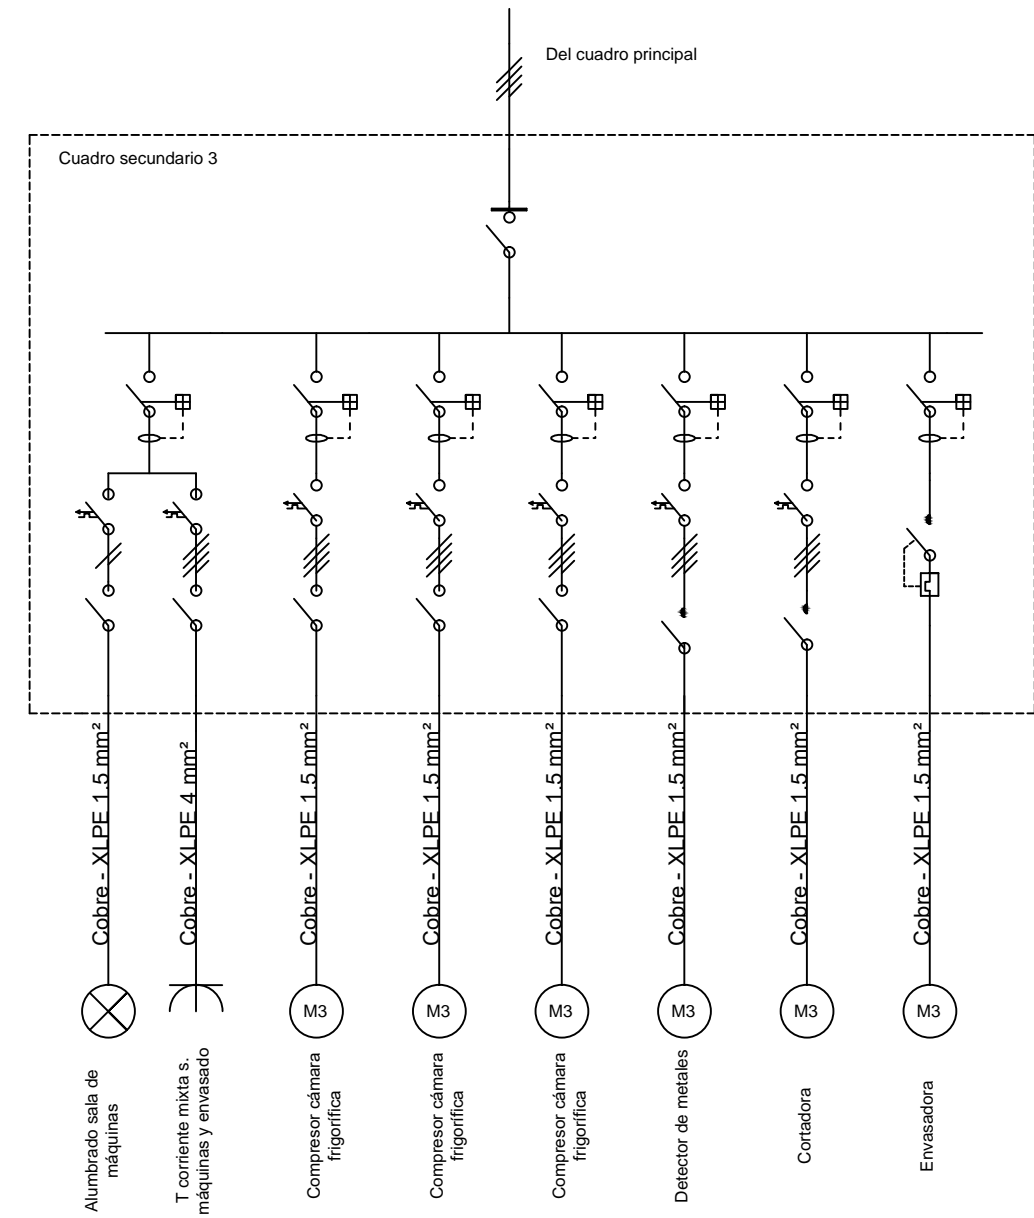 Del cuadro principal
Cuadro secundario 3
Cobre - XLPE 1.5 mm²
Cobre - XLPE 4 mm²
Cobre - XLPE 1.5 mm²
Cobre - XLPE 1.5 mm²
Cobre - XLPE 1.5 mm²
Cobre - XLPE 1.5 mm²
Cobre - XLPE 1.5 mm²
Cobre - XLPE 1.5 mm²
M3
M3
M3
M3
M3
M3
Alumbrado sala de
máquinas
T corriente mixta s.
máquinas y envasado
Compresor cámara
frigorífica
Compresor cámara
frigorífica
Compresor cámara
frigorífica
Detector de metales
Cortadora
Envasadora